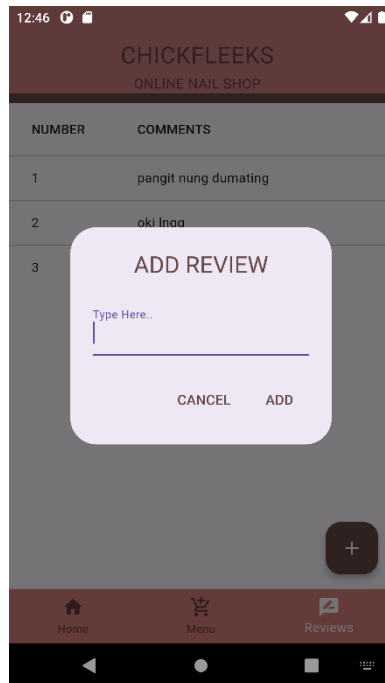 12:46
CHICKFLEEKS
ONLINE NAIL SHOP
NUMBER COMMENTS
1 pangit nung dumating
2 oki lngg
3
ADD REVIEW
Type Here..
CANCEL ADD
Home Menu Reviews